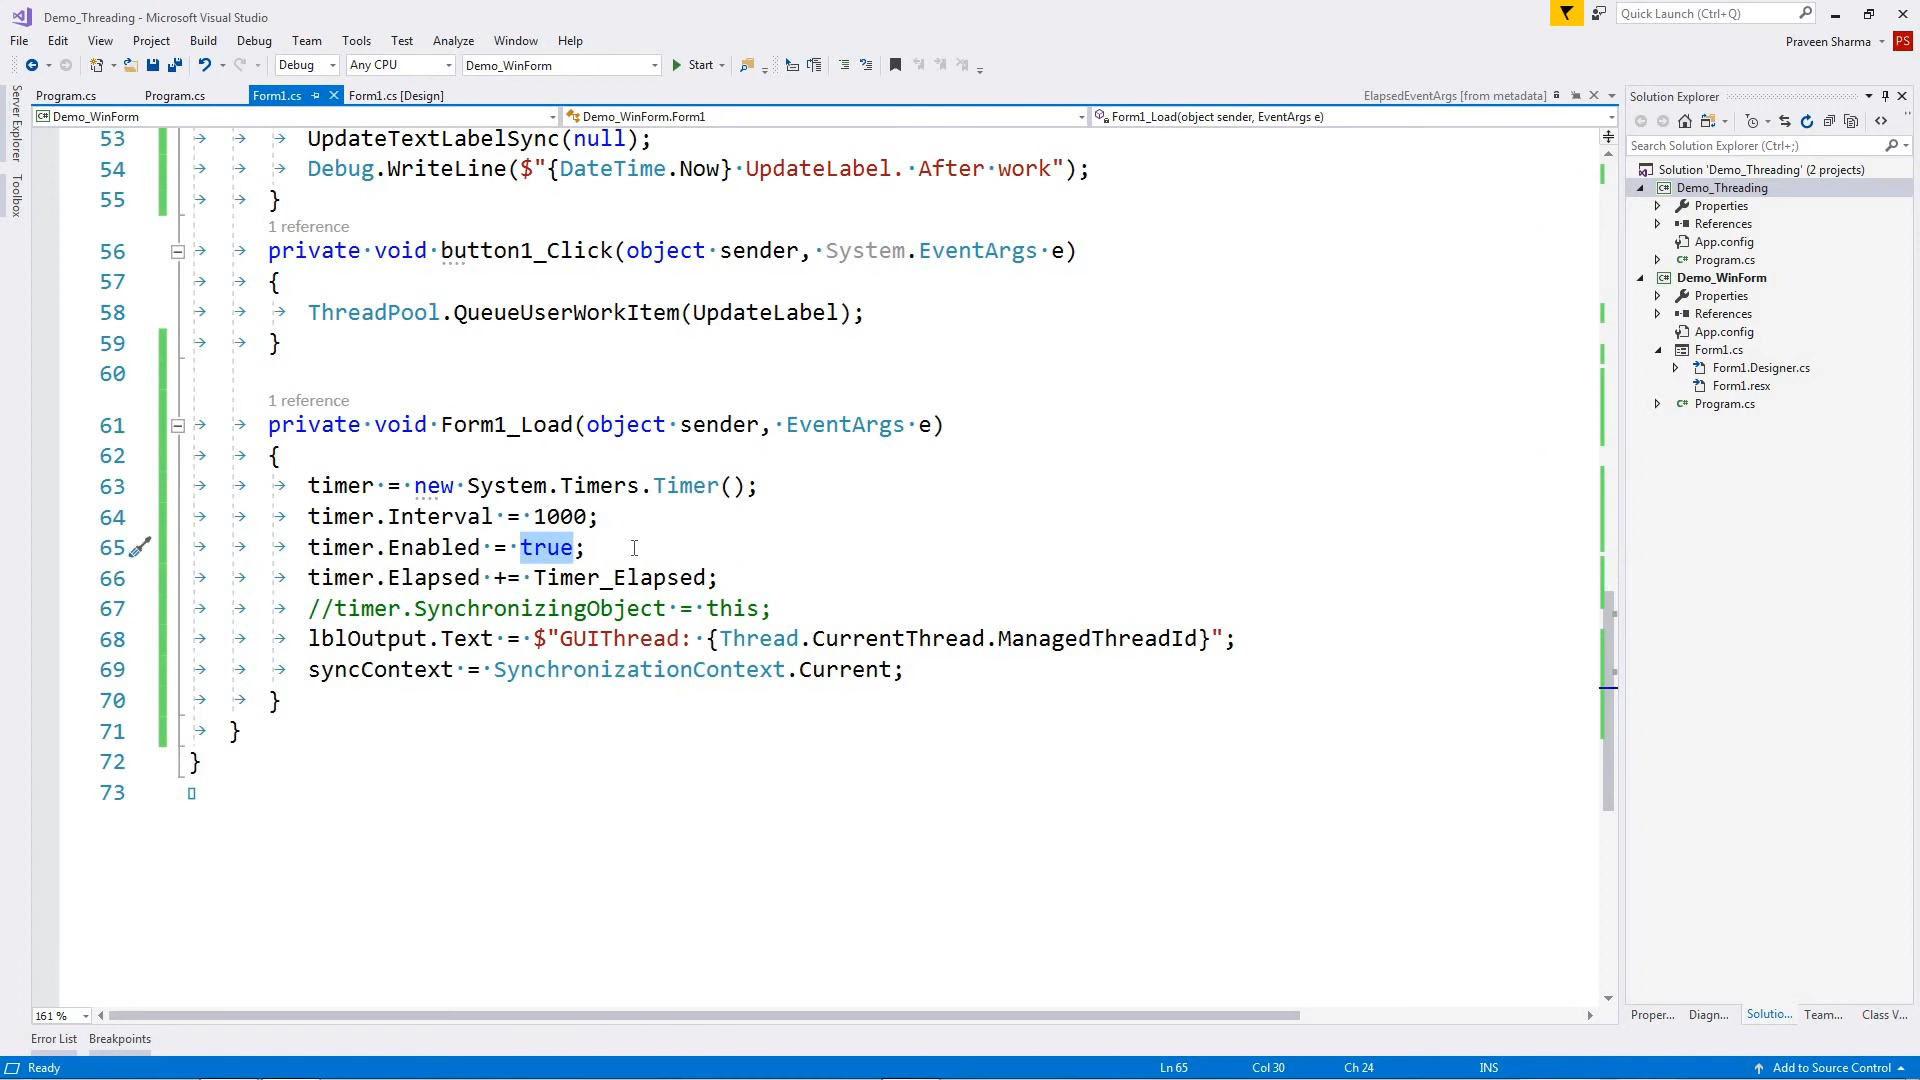 Demo_Threading - Microsoft Visual Studio
Quick Launch (Ctrl+Q)
File Edit View Project Build Debug Team Tools Test Analyze Window Help
Praveen Sharma PS
Debug Any CPU Demo_WinForm Start
Server Explorer
Toolbox
Program.cs Program.cs Form1.cs Form1.cs [Design] ElapsedEventArgs [from metadata]
Demo_WinForm Demo_WinForm.Form1 Form1_Load(object sender, EventArgs e)
53 UpdateTextLabelSync(null);
54 Debug.WriteLine($"{DateTime.Now} UpdateLabel. After work");
55 }
1 reference
56 private void button1_Click(object sender, System.EventArgs e)
57 {
58 ThreadPool.QueueUserWorkItem(UpdateLabel);
59 }
60
1 reference
61 private void Form1_Load(object sender, EventArgs e)
62 {
63 timer = new System.Timers.Timer();
64 timer.Interval = 1000;
65 timer.Enabled = true;
66 timer.Elapsed += Timer_Elapsed;
67 //timer.SynchronizingObject = this;
68 lblOutput.Text = $"GUIThread: {Thread.CurrentThread.ManagedThreadId}";
69 syncContext = SynchronizationContext.Current;
70 }
71 }
72 }
73
161 %
Error List Breakpoints
Ready Ln 65 Col 30 Ch 24 INS Add to Source Control
Solution Explorer
Search Solution Explorer (Ctrl+;)
Solution 'Demo_Threading' (2 projects)
C# Demo_Threading
Properties
References
App.config
C# Program.cs
C# Demo_WinForm
Properties
References
App.config
Form1.cs
Form1.Designer.cs
Form1.resx
C# Program.cs
Proper... Diagn... Solutio... Team... Class V...